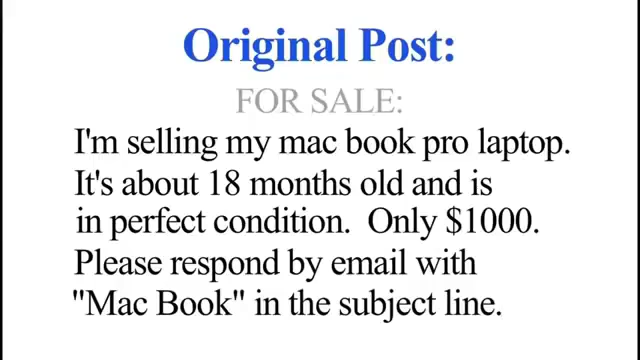 Original Post:
FOR SALE:
I'm selling my mac book pro laptop.
It's about 18 months old and is
in perfect condition.  Only $1000.
Please respond by email with
"Mac Book" in the subject line.